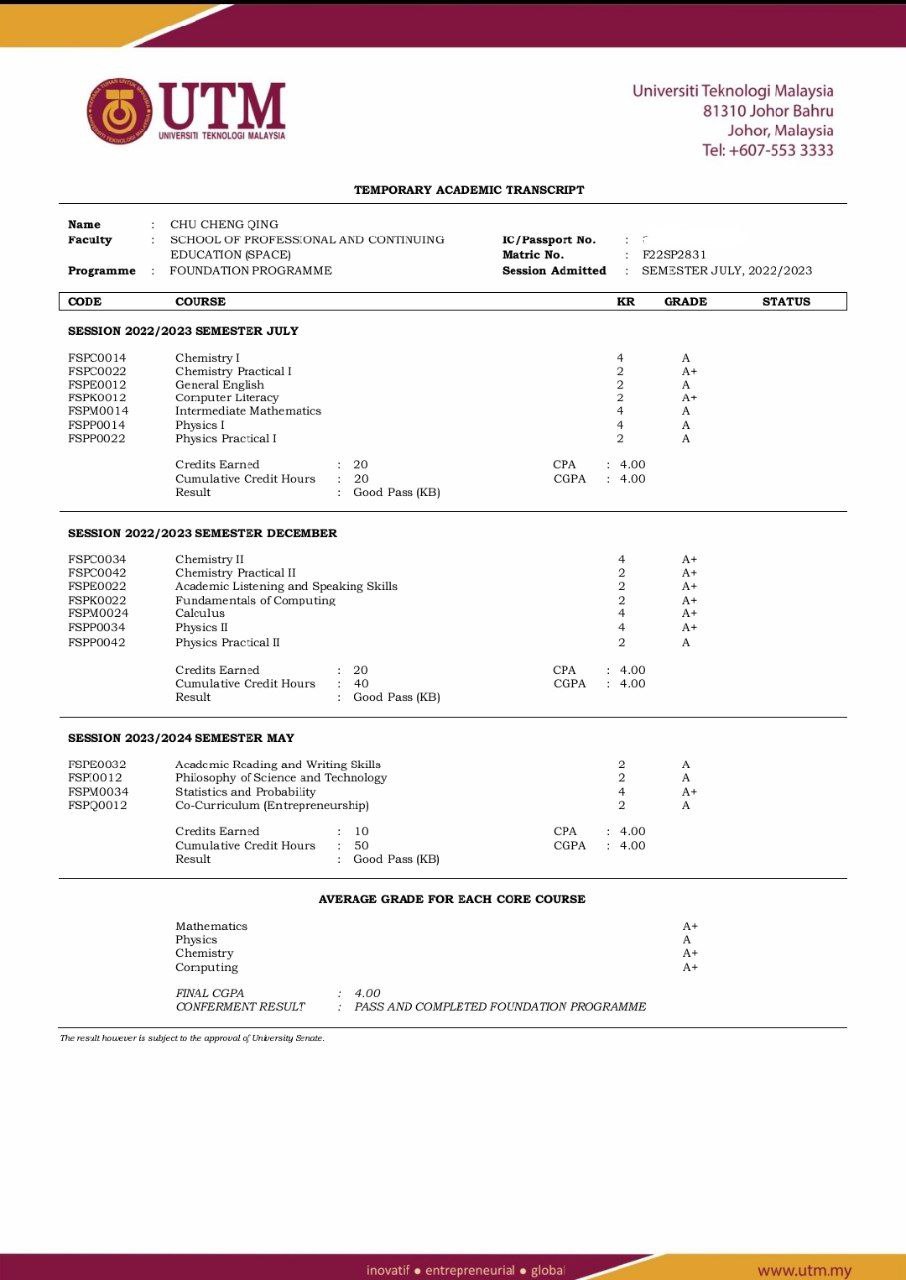 UTM
UNIVERSITI TEKNOLOGI MALAYSIA
Universiti Teknologi Malaysia
81310 Johor Bahru
Johor, Malaysia
Tel: +607-553 3333
TEMPORARY ACADEMIC TRANSCRIPT
Name : CHU CHENG QING
Faculty : SCHOOL OF PROFESSIONAL AND CONTINUING IC/Passport No. :
EDUCATION (SPACE) Matric No. : F22SP2831
Programme : FOUNDATION PROGRAMME Session Admitted : SEMESTER JULY, 2022/2023
CODE COURSE KR GRADE STATUS
SESSION 2022/2023 SEMESTER JULY
FSPC0014 Chemistry I 4 A
FSPC0022 Chemistry Practical I 2 A+
FSPE0012 General English 2 A
FSPK0012 Computer Literacy 2 A+
FSPM0014 Intermediate Mathematics 4 A
FSPP0014 Physics I 4 A
FSPP0022 Physics Practical I 2 A
Credits Earned : 20 CPA : 4.00
Cumulative Credit Hours : 20 CGPA : 4.00
Result : Good Pass (KB)
SESSION 2022/2023 SEMESTER DECEMBER
FSPC0034 Chemistry II 4 A+
FSPC0042 Chemistry Practical II 2 A+
FSPE0022 Academic Listening and Speaking Skills 2 A+
FSPK0022 Fundamentals of Computing 2 A+
FSPM0024 Calculus 4 A+
FSPP0034 Physics II 4 A+
FSPP0042 Physics Practical II 2 A
Credits Earned : 20 CPA : 4.00
Cumulative Credit Hours : 40 CGPA : 4.00
Result : Good Pass (KB)
SESSION 2023/2024 SEMESTER MAY
FSPE0032 Academic Reading and Writing Skills 2 A
FSPI0012 Philosophy of Science and Technology 2 A
FSPM0034 Statistics and Probability 4 A+
FSPQ0012 Co-Curriculum (Entrepreneurship) 2 A
Credits Earned : 10 CPA : 4.00
Cumulative Credit Hours : 50 CGPA : 4.00
Result : Good Pass (KB)
AVERAGE GRADE FOR EACH CORE COURSE
Mathematics A+
Physics A
Chemistry A+
Computing A+
FINAL CGPA : 4.00
CONFERMENT RESULT : PASS AND COMPLETED FOUNDATION PROGRAMME
The result however is subject to the approval of University Senate.
inovatif ● entrepreneurial ● global
www.utm.my